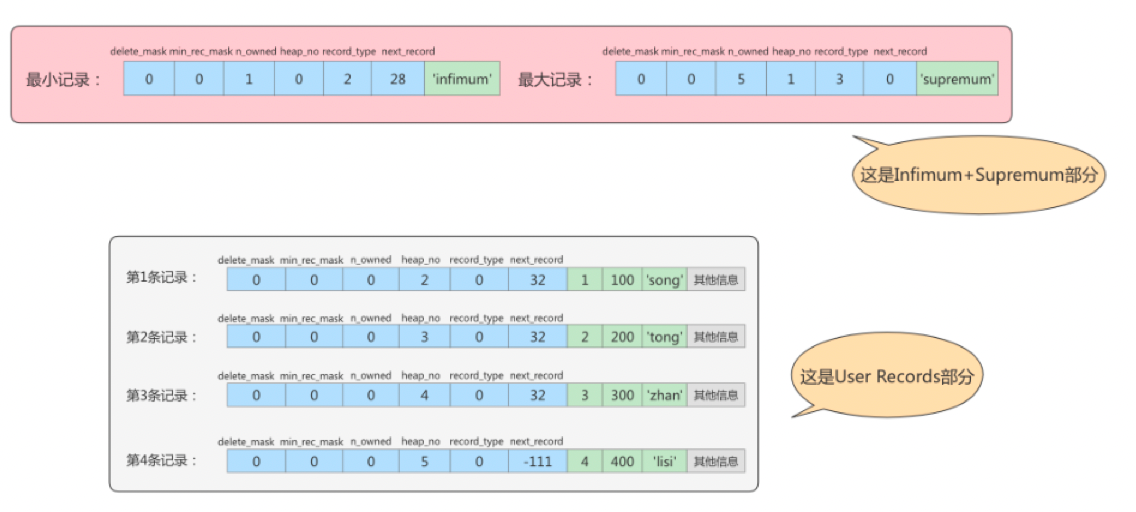 delete_mask min_rec_mask n_owned heap_no record_type next_record
最小记录： 0 0 1 0 2 28 'infimum'
delete_mask min_rec_mask n_owned heap_no record_type next_record
最大记录： 0 0 5 1 3 0 'supremum'
这是Infimum+Supremum部分
delete_mask min_rec_mask n_owned heap_no record_type next_record
第1条记录： 0 0 0 2 0 32 1 100 'song' 其他信息
delete_mask min_rec_mask n_owned heap_no record_type next_record
第2条记录： 0 0 0 3 0 32 2 200 'tong' 其他信息
delete_mask min_rec_mask n_owned heap_no record_type next_record
第3条记录： 0 0 0 4 0 32 3 300 'zhan' 其他信息
delete_mask min_rec_mask n_owned heap_no record_type next_record
第4条记录： 0 0 0 5 0 -111 4 400 'lisi' 其他信息
这是User Records部分